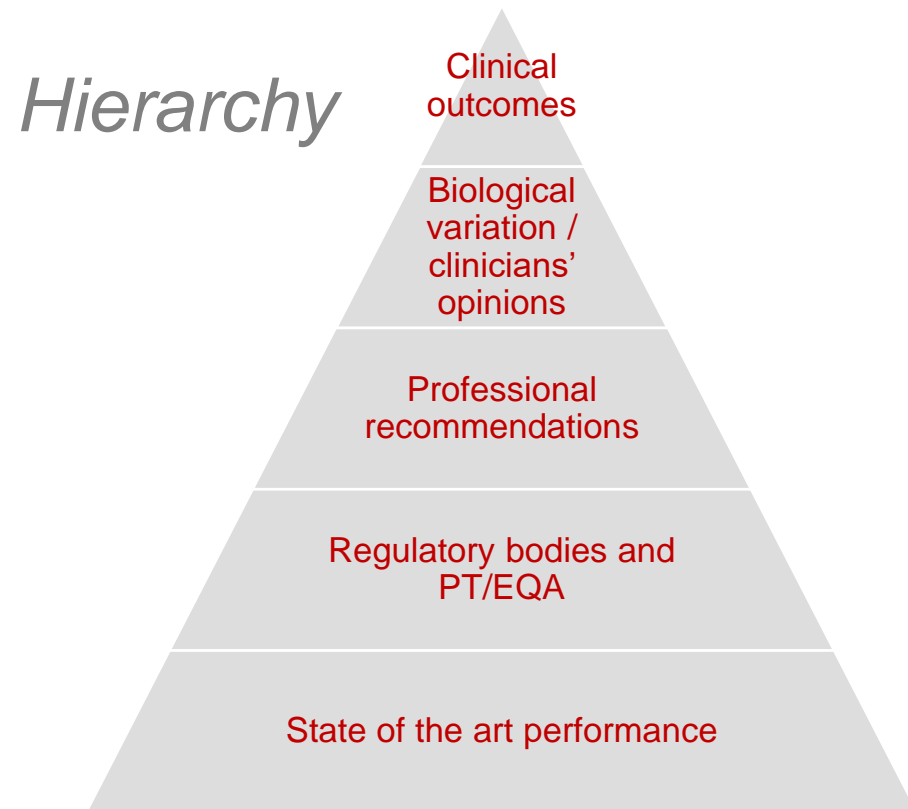 Hierarchy
Clinical
outcomes
Biological
variation /
clinicians’
opinions
Professional
recommendations
Regulatory bodies and
PT/EQA
State of the art performance